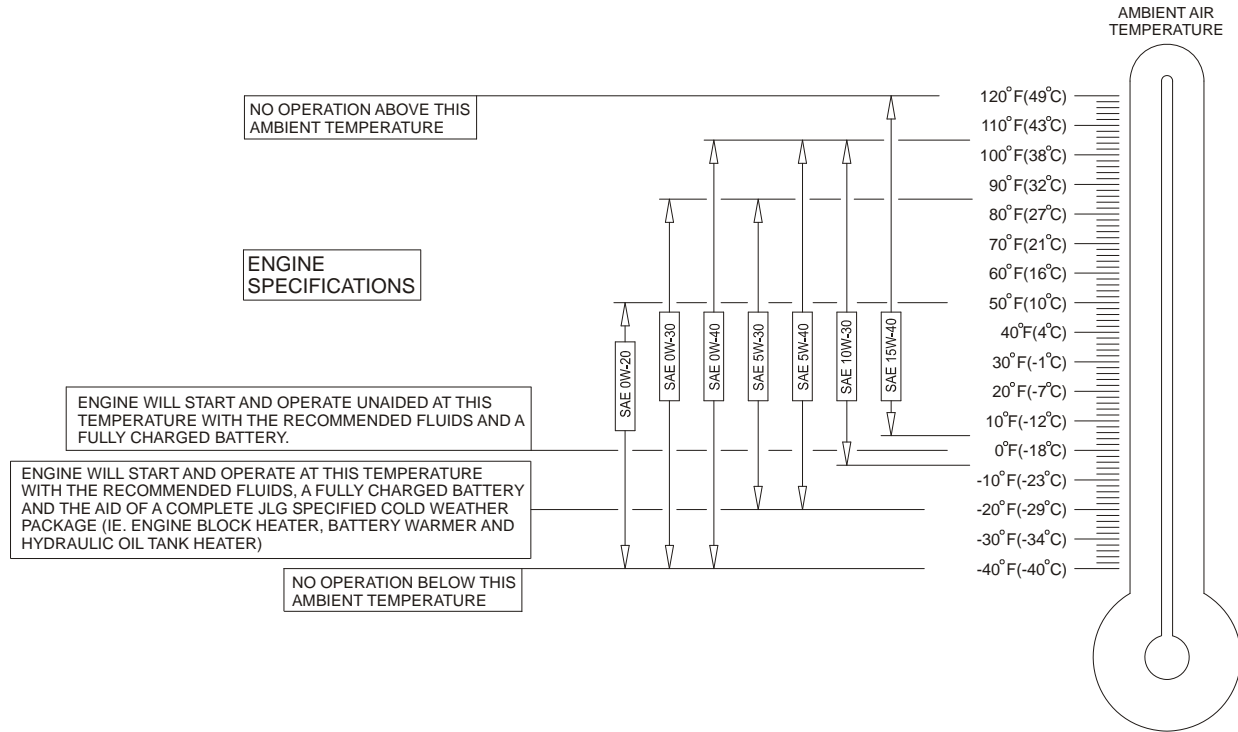 AMBIENT AIR
TEMPERATURE
NO OPERATION ABOVE THIS
AMBIENT TEMPERATURE
120°F(49°C)
110°F(43°C)
100°F(38°C)
90°F(32°C)
80°F(27°C)
70°F(21°C)
60°F(16°C)
50°F(10°C)
40°F(4°C)
30°F(-1°C)
20°F(-7°C)
10°F(-12°C)
0°F(-18°C)
-10°F(-23°C)
-20°F(-29°C)
-30°F(-34°C)
-40°F(-40°C)
ENGINE
SPECIFICATIONS
SAE 0W-20
SAE 0W-30
SAE 0W-40
SAE 5W-30
SAE 5W-40
SAE 10W-30
SAE 15W-40
ENGINE WILL START AND OPERATE UNAIDED AT THIS
TEMPERATURE WITH THE RECOMMENDED FLUIDS AND A
FULLY CHARGED BATTERY.
ENGINE WILL START AND OPERATE AT THIS TEMPERATURE
WITH THE RECOMMENDED FLUIDS, A FULLY CHARGED BATTERY
AND THE AID OF A COMPLETE JLG SPECIFIED COLD WEATHER
PACKAGE (IE. ENGINE BLOCK HEATER, BATTERY WARMER AND
HYDRAULIC OIL TANK HEATER)
NO OPERATION BELOW THIS
AMBIENT TEMPERATURE